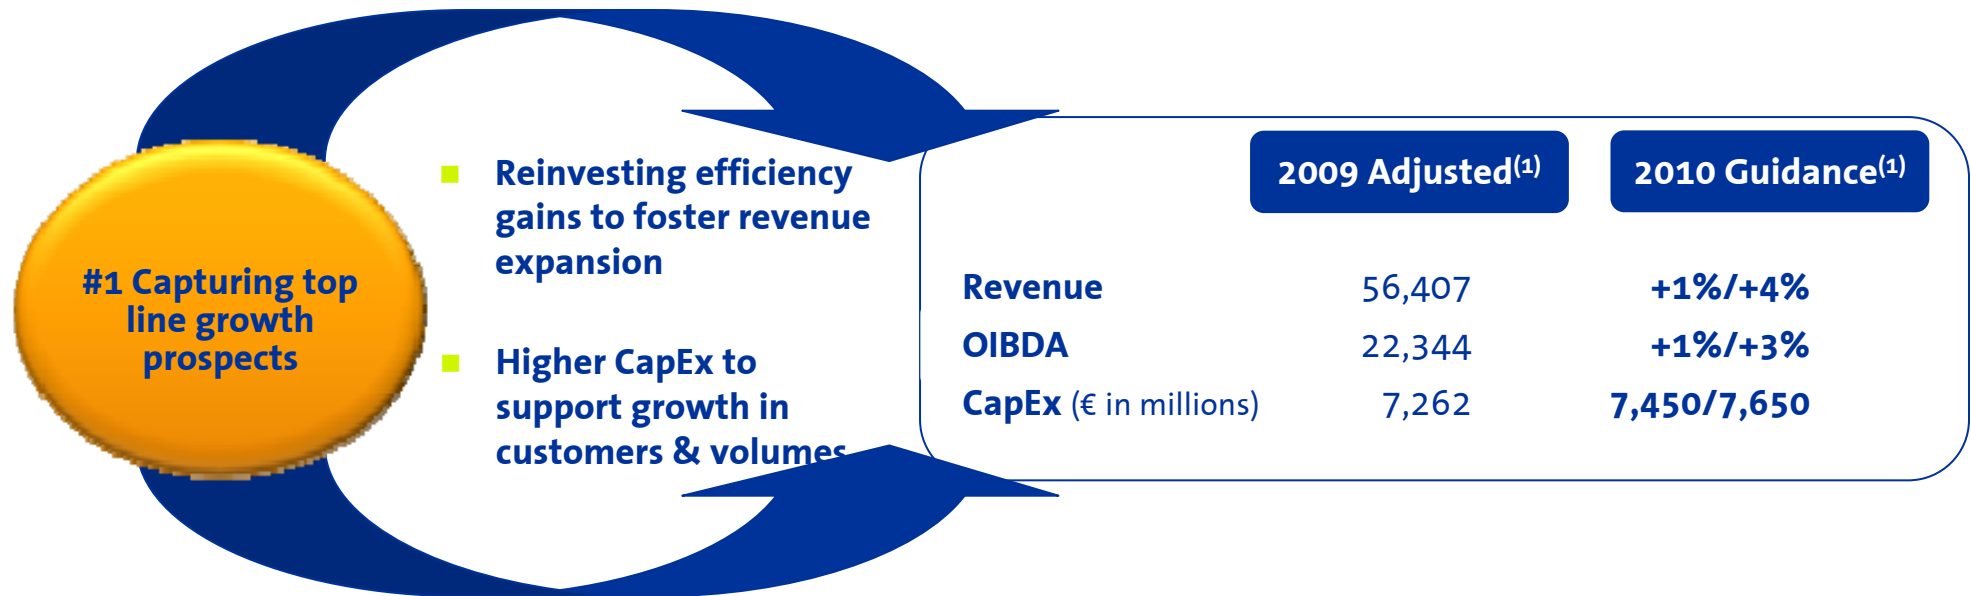 #1 Capturing top
line growth
prospects
■ Reinvesting efficiency
gains to foster revenue
expansion
■ Higher CapEx to
support growth in
customers & volumes
2009 Adjusted(1) 2010 Guidance(1)
Revenue 56,407 +1%/+4%
OIBDA 22,344 +1%/+3%
CapEx (€ in millions) 7,262 7,450/7,650